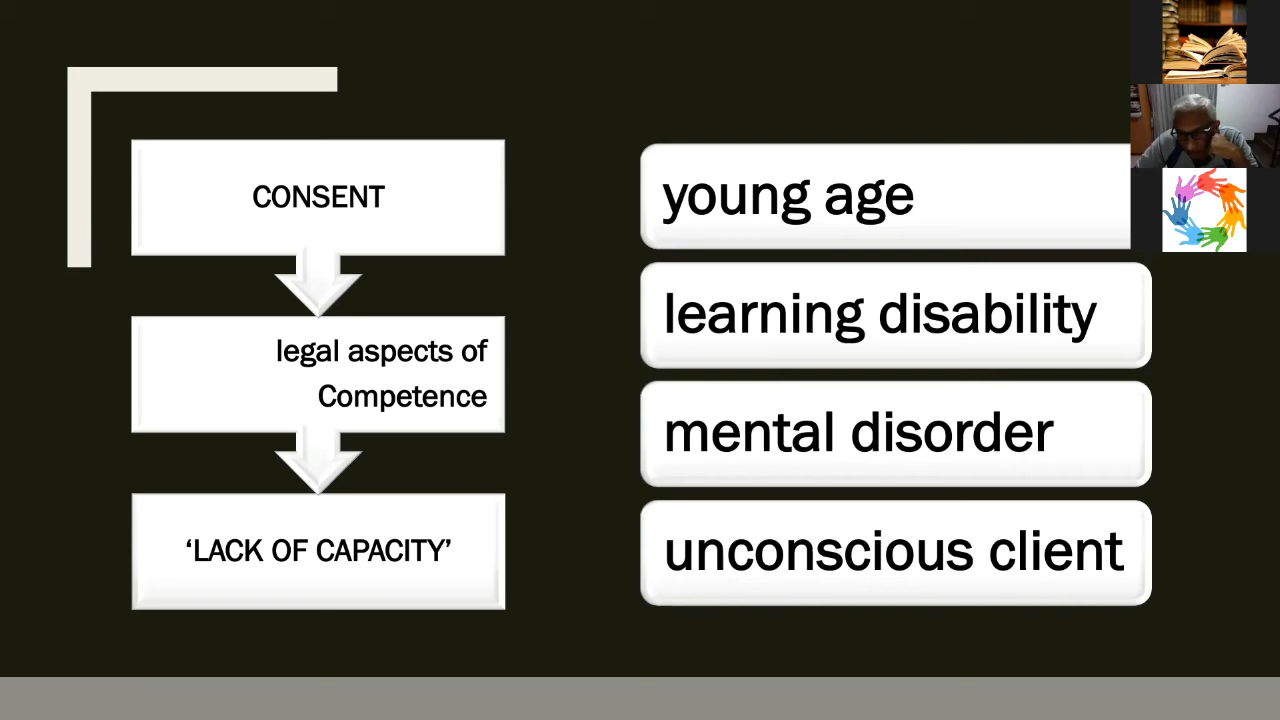 CONSENT
legal aspects of
Competence
‘LACK OF CAPACITY’
young age
learning disability
mental disorder
unconscious client